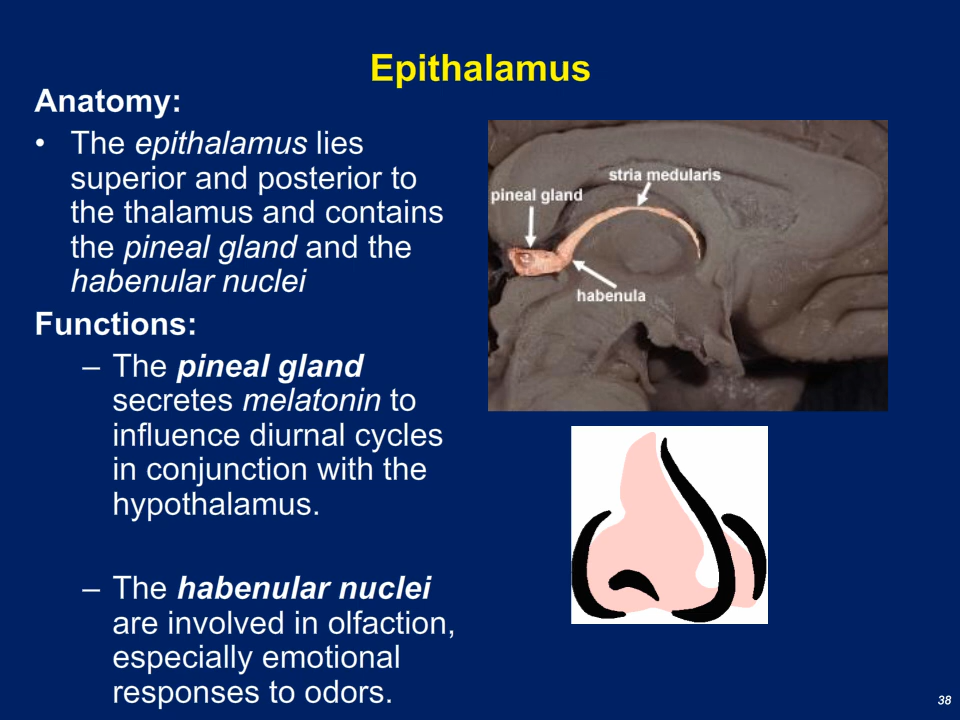 Epithalamus
Anatomy:
• The epithalamus lies
superior and posterior to
the thalamus and contains
the pineal gland and the
habenular nuclei
Functions:
– The pineal gland
secretes melatonin to
influence diurnal cycles
in conjunction with the
hypothalamus.
– The habenular nuclei
are involved in olfaction,
especially emotional
responses to odors.
stria medularis
pineal gland
habenula
38